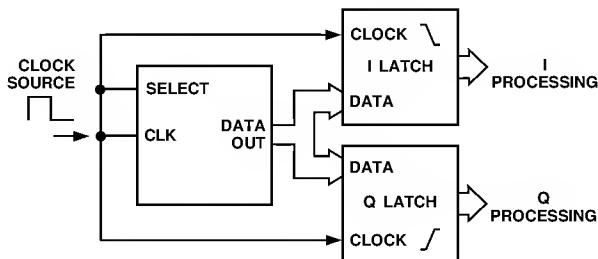 CLOCK
SOURCE
SELECT
CLK
DATA
OUT
CLOCK
I LATCH
DATA
I
PROCESSING
DATA
Q LATCH
CLOCK
Q
PROCESSING